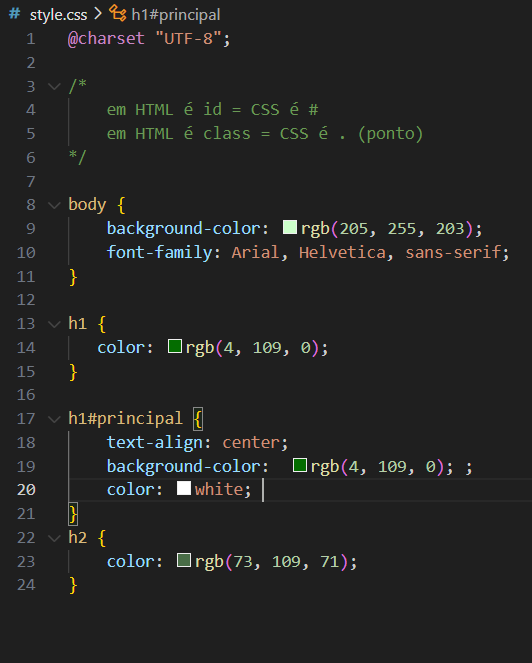 # style.css > h1#principal
1 @charset "UTF-8";
2
3 /*
4 em HTML é id = CSS é #
5 em HTML é class = CSS é . (ponto)
6 */
7
8 body {
9 background-color: rgb(205, 255, 203);
10 font-family: Arial, Helvetica, sans-serif;
11 }
12
13 h1 {
14 color: rgb(4, 109, 0);
15 }
16
17 h1#principal {
18 text-align: center;
19 background-color: rgb(4, 109, 0); ;
20 color: white;
21 }
22 h2 {
23 color: rgb(73, 109, 71);
24 }